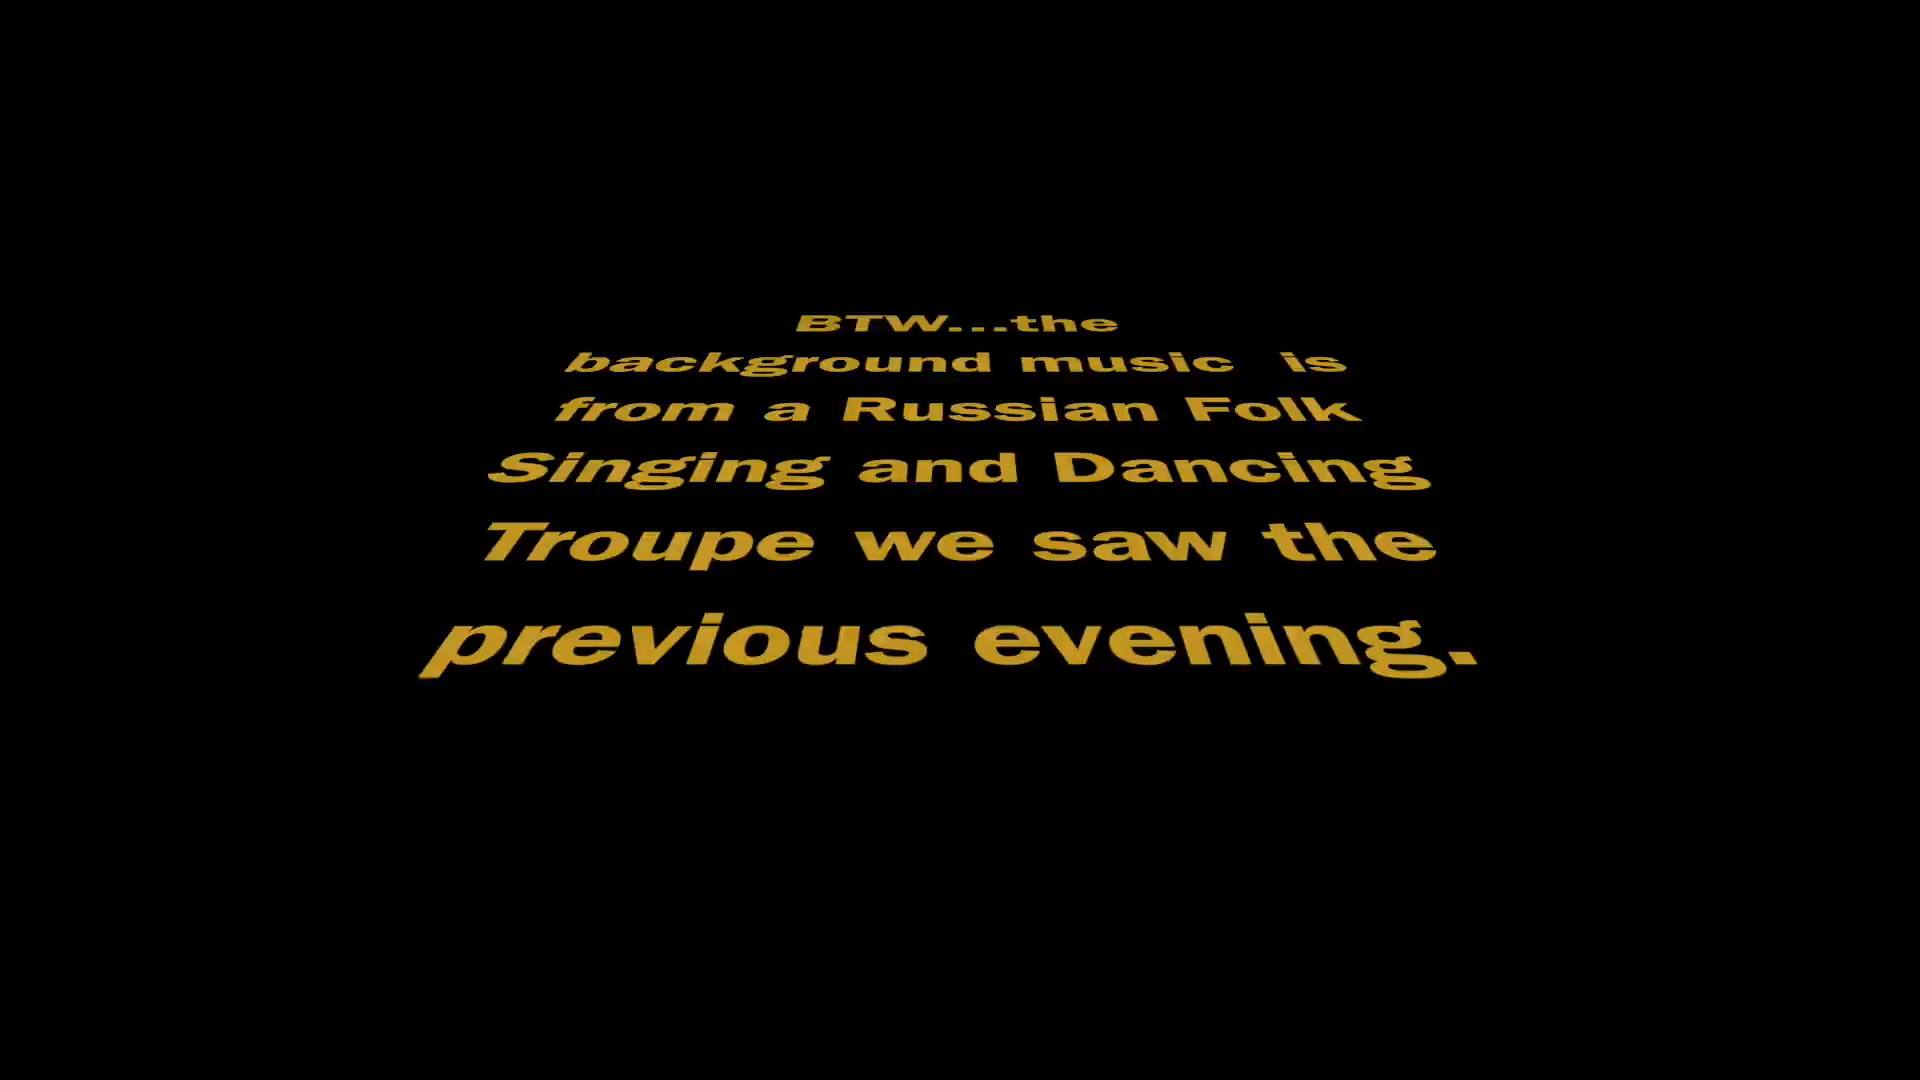 BTW...the
background music is
from a Russian Folk
Singing and Dancing
Troupe we saw the
previous evening.